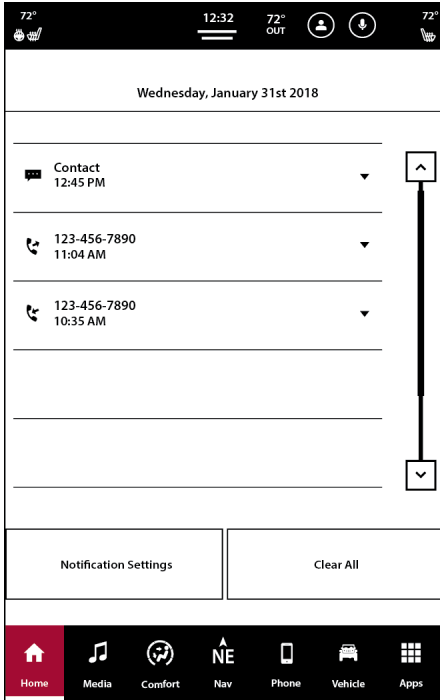 72°
12:32
72°
OUT
72°
Wednesday, January 31st 2018
Contact
12:45 PM
123-456-7890
11:04 AM
123-456-7890
10:35 AM
Notification Settings
Clear All
NE
Home
Media
Comfort
Nav
Phone
Vehicle
Apps